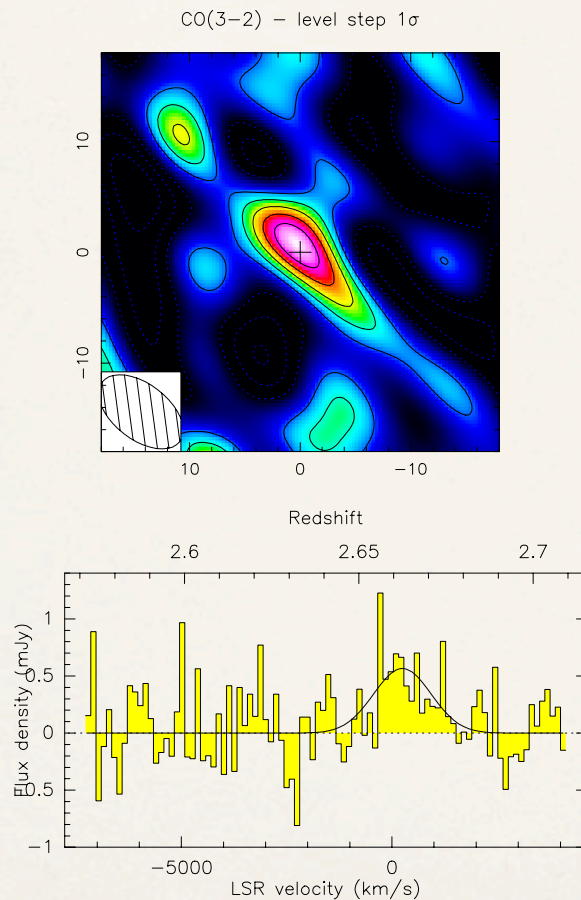 CO(3−2) − level step 1σ
10
0
−10
10 0 −10
Redshift
2.6 2.65 2.7
1
0.5
0
−0.5
−1
Flux density (mJy)
−5000 0
LSR velocity (km/s)